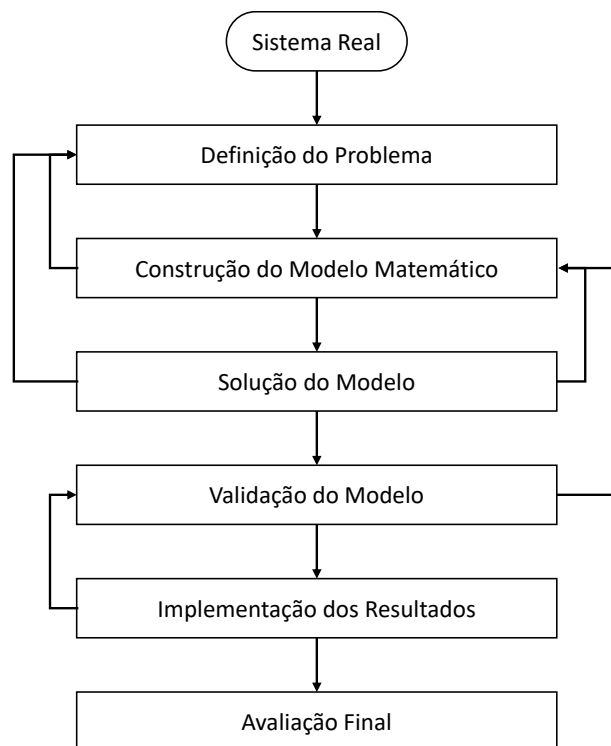 Sistema Real
Definição do Problema
Construção do Modelo Matemático
Solução do Modelo
Validação do Modelo
Implementação dos Resultados
Avaliação Final